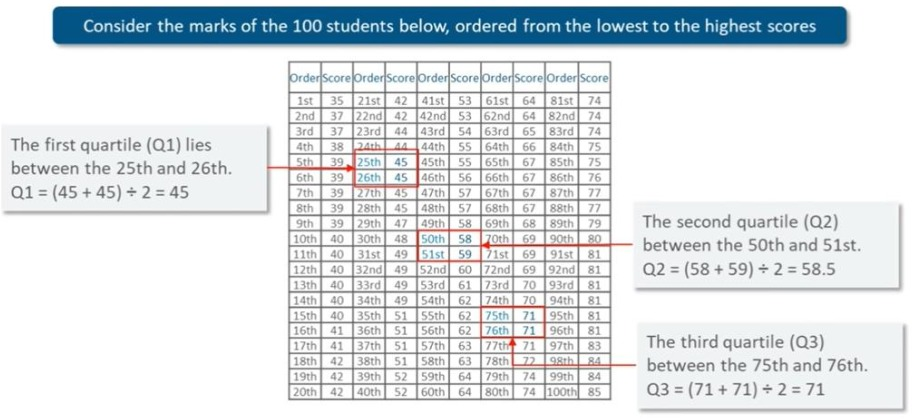 Consider the marks of the 100 students below, ordered from the lowest to the highest scores
Order Score Order Score Order Score Order Score Order Score
1st 35 21st 42 41st 53 61st 64 81st 74
2nd 37 22nd 42 42nd 53 62nd 64 82nd 74
3rd 37 23rd 44 43rd 54 63rd 65 83rd 74
4th 38 24th 44 44th 55 64th 66 84th 75
5th 39 25th 45 45th 55 65th 67 85th 75
6th 39 26th 45 46th 56 66th 67 86th 76
7th 39 27th 45 47th 57 67th 67 87th 77
8th 39 28th 45 48th 57 68th 67 88th 77
9th 39 29th 47 49th 58 69th 68 89th 79
10th 40 30th 48 50th 58 70th 69 90th 80
11th 40 31st 49 51st 59 71st 69 91st 81
12th 40 32nd 49 52nd 60 72nd 69 92nd 81
13th 40 33rd 49 53rd 61 73rd 70 93rd 81
14th 40 34th 49 54th 62 74th 70 94th 81
15th 40 35th 51 55th 62 75th 71 95th 81
16th 41 36th 51 56th 62 76th 71 96th 81
17th 41 37th 51 57th 63 77th 71 97th 83
18th 42 38th 51 58th 63 78th 72 98th 84
19th 42 39th 52 59th 64 79th 74 99th 84
20th 42 40th 52 60th 64 80th 74 100th 85
The first quartile (Q1) lies
between the 25th and 26th.
Q1 = (45 + 45) ÷ 2 = 45
The second quartile (Q2)
between the 50th and 51st.
Q2 = (58 + 59) ÷ 2 = 58.5
The third quartile (Q3)
between the 75th and 76th.
Q3 = (71 + 71) ÷ 2 = 71